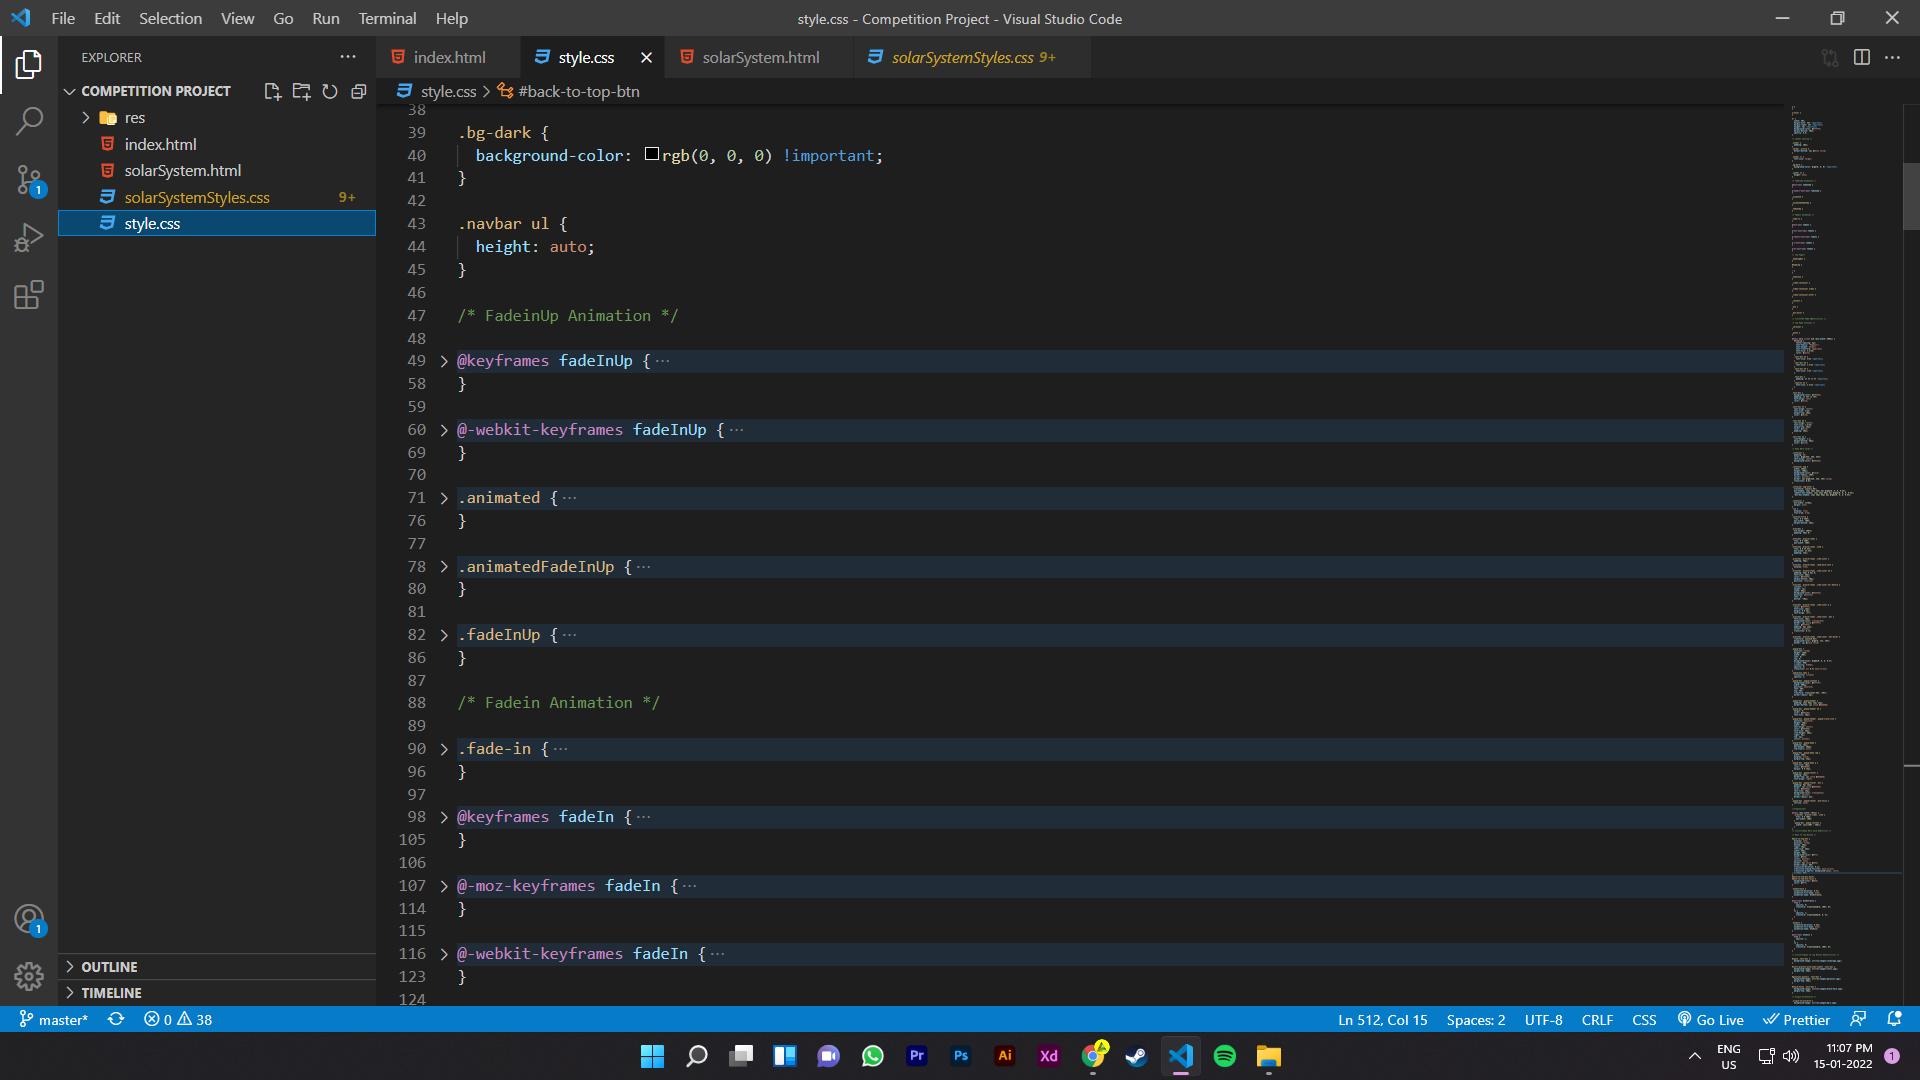 File Edit Selection View Go Run Terminal Help
style.css - Competition Project - Visual Studio Code
EXPLORER
COMPETITION PROJECT
res
index.html
solarSystem.html
solarSystemStyles.css 9+
style.css
OUTLINE
TIMELINE
index.html
style.css
solarSystem.html
solarSystemStyles.css 9+
style.css > #back-to-top-btn
38
39 .bg-dark {
40 background-color: rgb(0, 0, 0) !important;
41 }
42
43 .navbar ul {
44 height: auto;
45 }
46
47 /* FadeinUp Animation */
48
49 @keyframes fadeInUp { ···
58 }
59
60 @-webkit-keyframes fadeInUp { ···
69 }
70
71 .animated { ···
76 }
77
78 .animatedFadeInUp { ···
80 }
81
82 .fadeInUp { ···
86 }
87
88 /* Fadein Animation */
89
90 .fade-in { ···
96 }
97
98 @keyframes fadeIn { ···
105 }
106
107 @-moz-keyframes fadeIn { ···
114 }
115
116 @-webkit-keyframes fadeIn { ···
123 }
124
1
1
master* 0 38
Ln 512, Col 15 Spaces: 2 UTF-8 CRLF CSS Go Live Prettier
Pr Ps Ai Xd
ENG
US
11:07 PM
15-01-2022
1